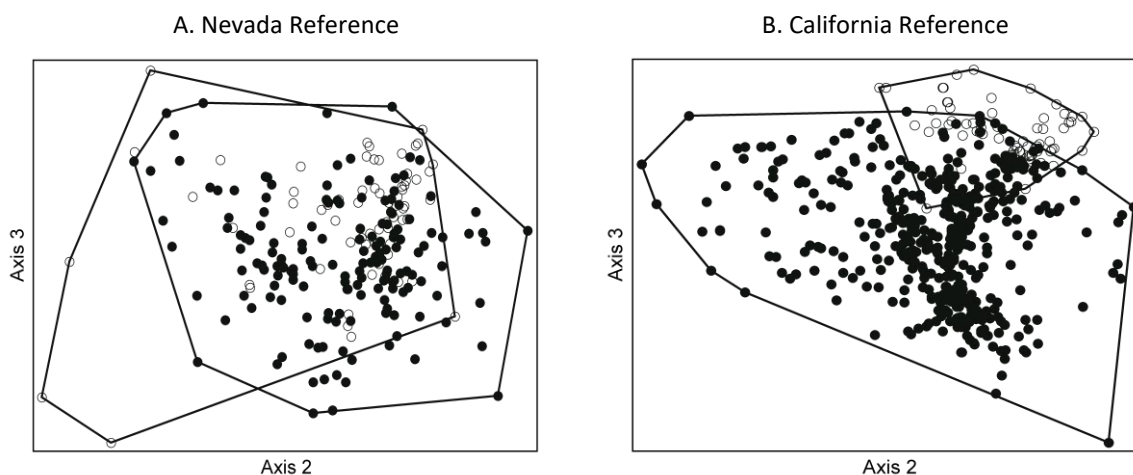 A. Nevada Reference
B. California Reference
Axis 3
Axis 2
Axis 3
Axis 2